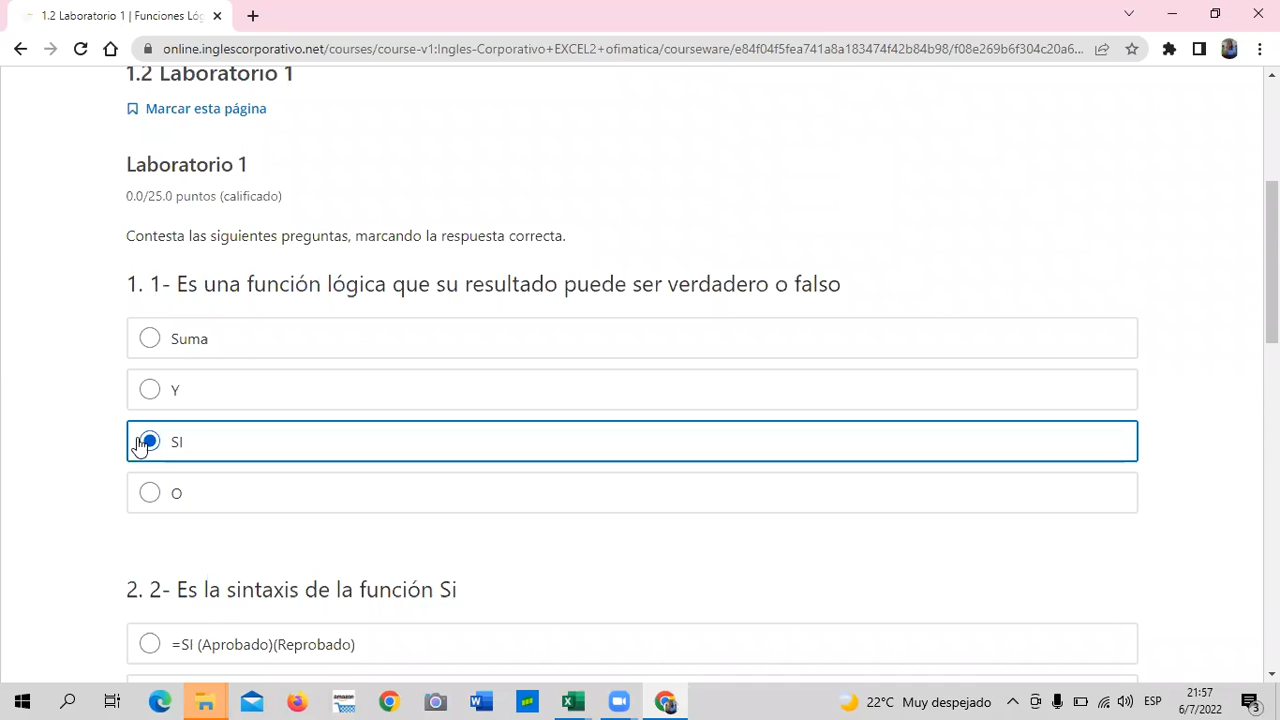 1.2 Laboratorio 1 | Funciones Lóg
online.inglescorporativo.net/courses/course-v1:Ingles-Corporativo+EXCEL2+ofimatica/courseware/e84f04f5fea741a8a183474f42b84b98/f08e269b6f304c20a6...
1.2 Laboratorio 1
Marcar esta página
Laboratorio 1
0.0/25.0 puntos (calificado)
Contesta las siguientes preguntas, marcando la respuesta correcta.
1. 1- Es una función lógica que su resultado puede ser verdadero o falso
Suma
Y
SI
O
2. 2- Es la sintaxis de la función Si
=SI (Aprobado)(Reprobado)
22°C Muy despejado
ESP
21:57
6/7/2022
3